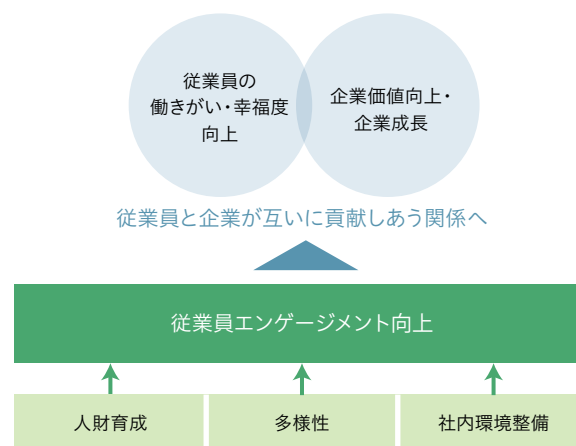 従業員の
働きがい・幸福度
向上
企業価値向上・
企業成長
従業員と企業が互いに貢献しあう関係へ
従業員エンゲージメント向上
人財育成
多様性
社内環境整備